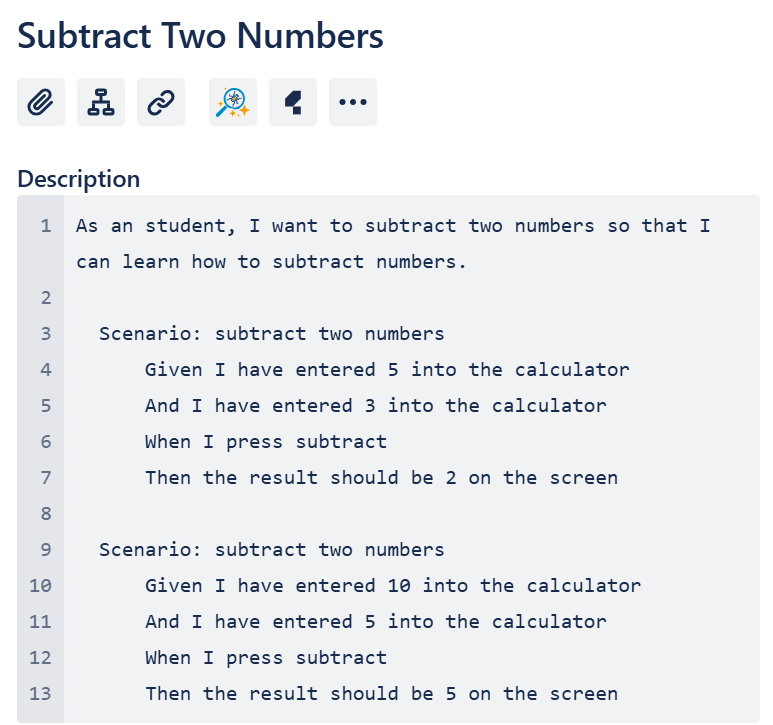 Subtract Two Numbers
Description
1 As an student, I want to subtract two numbers so that I
can learn how to subtract numbers.
2
3 Scenario: subtract two numbers
4 Given I have entered 5 into the calculator
5 And I have entered 3 into the calculator
6 When I press subtract
7 Then the result should be 2 on the screen
8
9 Scenario: subtract two numbers
10 Given I have entered 10 into the calculator
11 And I have entered 5 into the calculator
12 When I press subtract
13 Then the result should be 5 on the screen